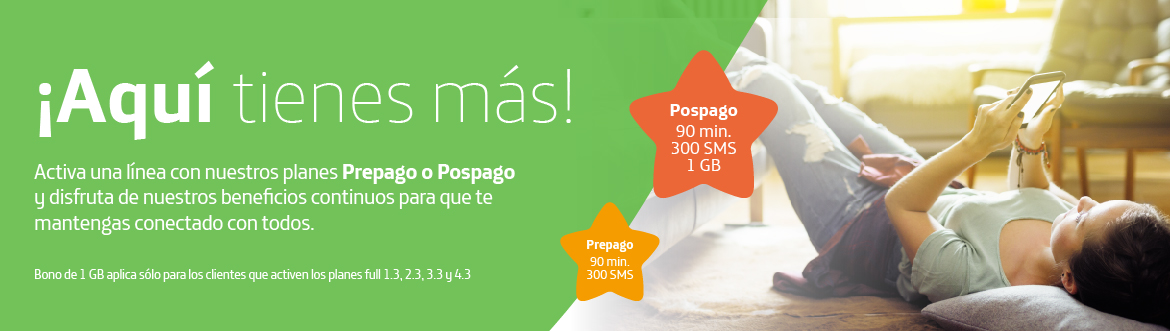 ¡Aquí tienes más!
Activa una línea con nuestros planes Prepago o Pospago
y disfruta de nuestros beneficios continuos para que te
mantengas conectado con todos.
Bono de 1 GB aplica sólo para los clientes que activen los planes full 1.3, 2.3, 3.3 y 4.3
Pospago
90 min.
300 SMS
1 GB
Prepago
90 min.
300 SMS